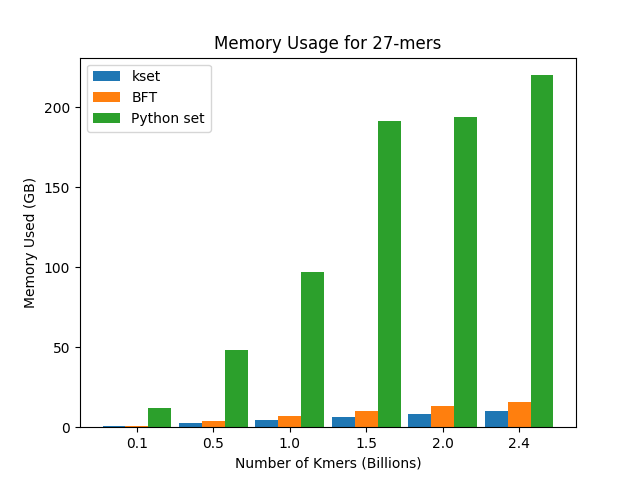 Memory Usage for 27-mers
kset
BFT
Python set
Memory Used (GB)
200
150
100
50
0
0.1 0.5 1.0 1.5 2.0 2.4
Number of Kmers (Billions)